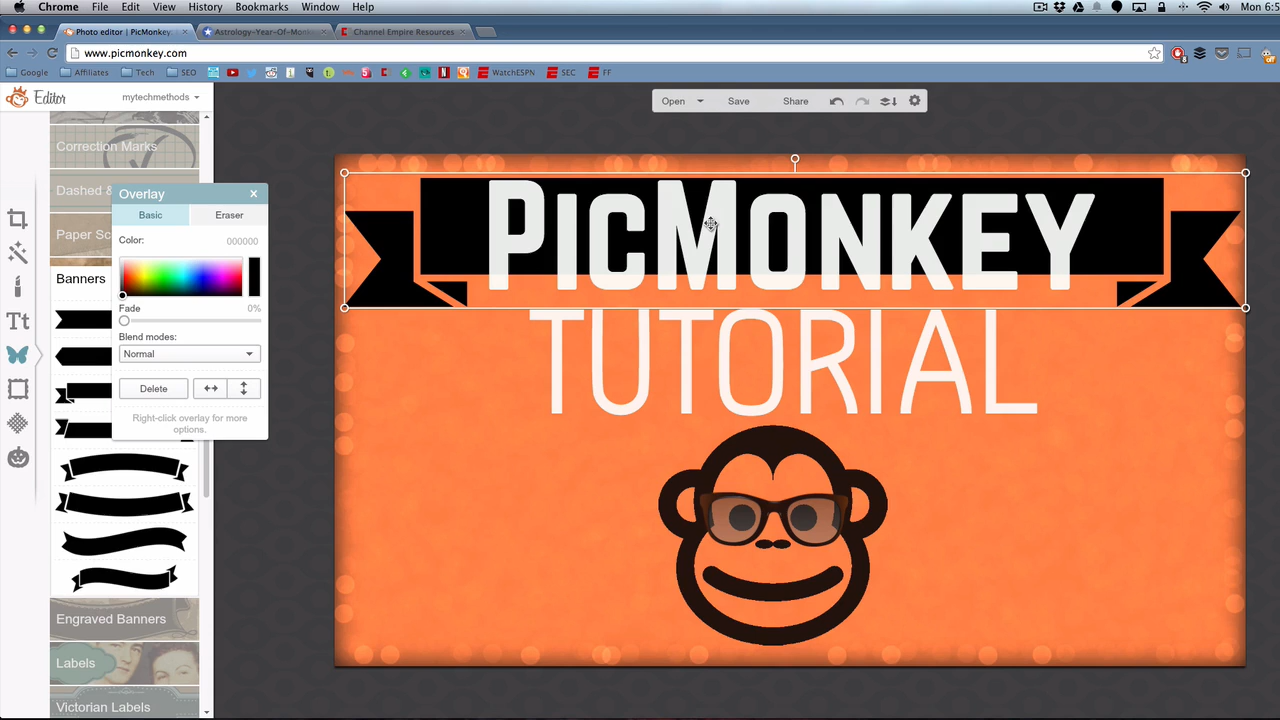 Chrome File Edit View History Bookmarks Window Help Mon 6:5
Photo editor | PicMonkey: Astrology-Year-Of-Monk Channel Empire Resources
www.picmonkey.com
Google Affiliates Tech SEO WatchESPN SEC FF
Editor mytechmethods
Open Save Share
Correction Marks
Dashed &
Paper Sc
Banners
Engraved Banners
Labels
Victorian Labels
Overlay
Basic Eraser
Color: 000000
Fade 0%
Blend modes:
Normal
Delete
Right-click overlay for more
options.
PICMONKEY
TUTORIAL